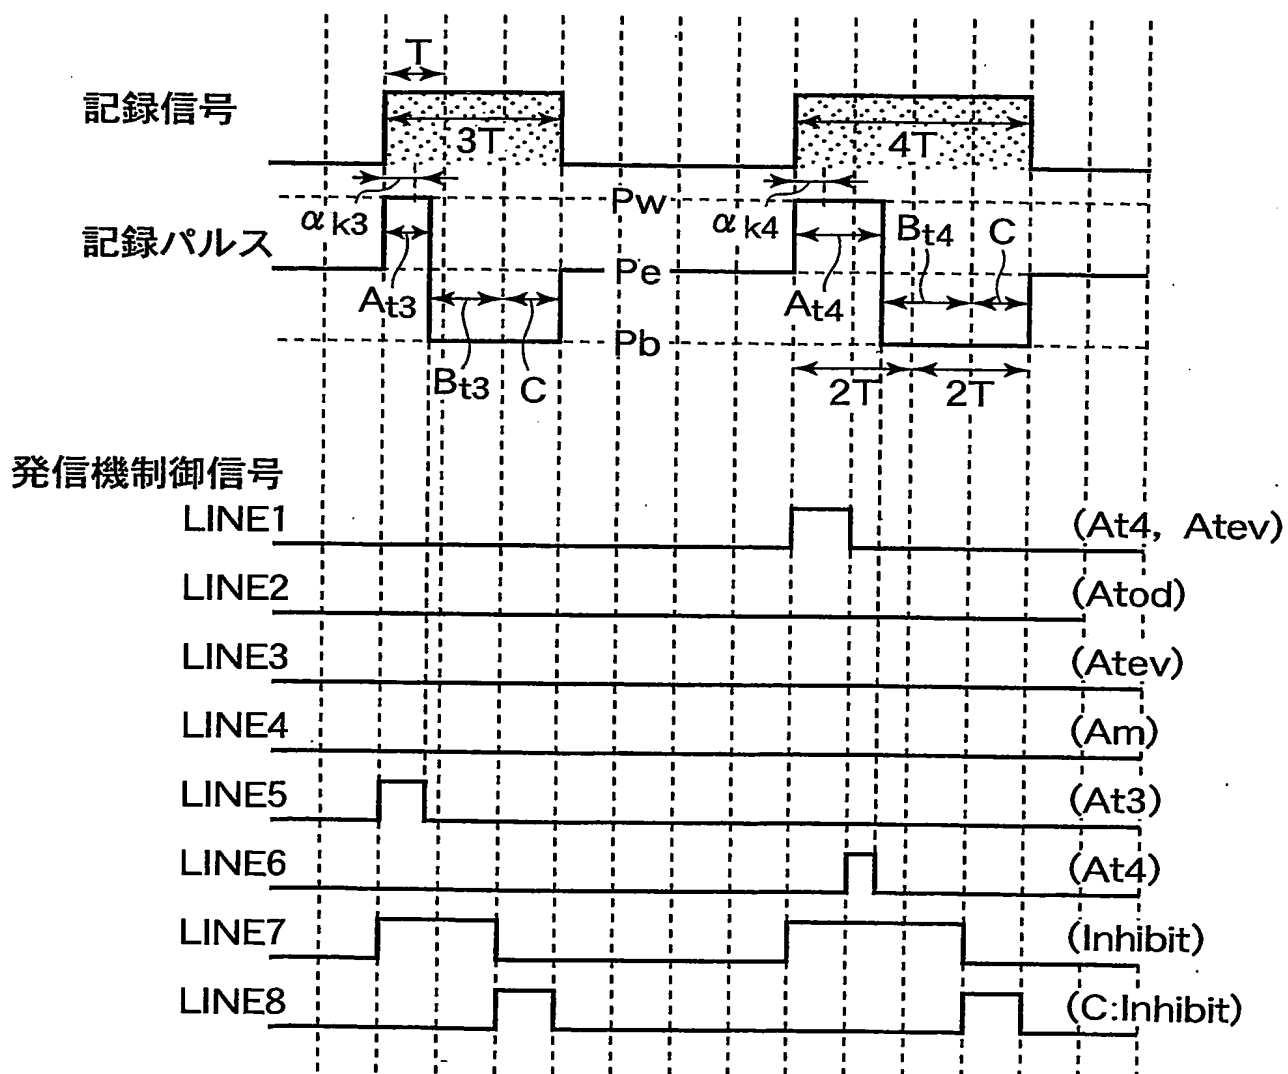 T
記録信号
3T
4T
αk3
Pw
αk4
記録パルス
At3
Pe
At4
Bt4
C
Pb
Bt3
C
2T
2T
発信機制御信号
LINE1
(At4, Atev)
LINE2
(Atod)
LINE3
(Atev)
LINE4
(Am)
LINE5
(At3)
LINE6
(At4)
LINE7
(Inhibit)
LINE8
(C:Inhibit)